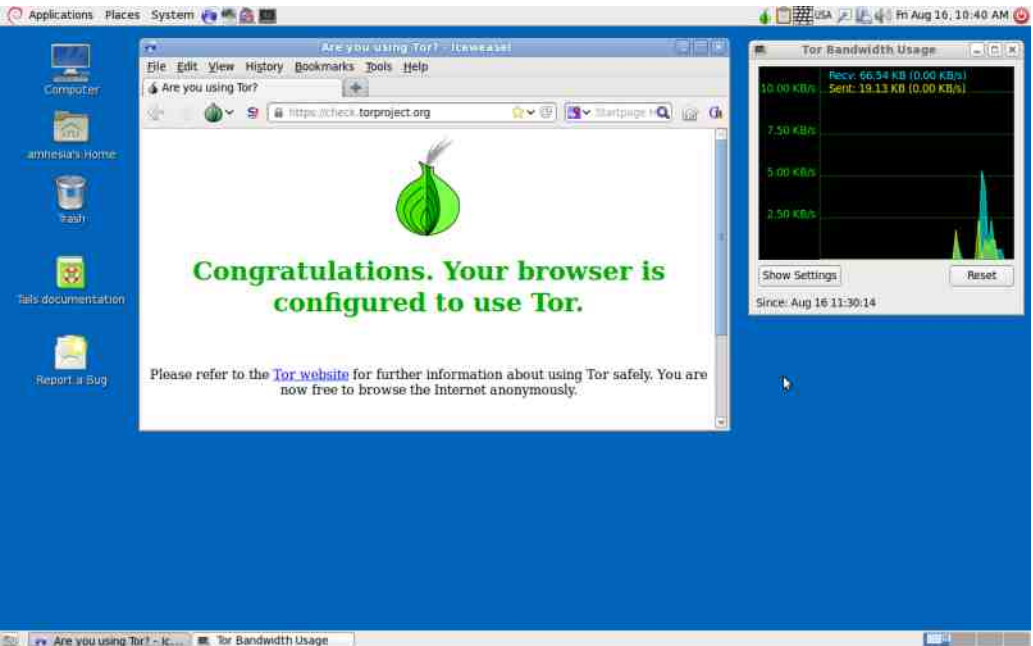 Applications Places System USA Fri Aug 16, 10:40 AM
Computer
amnesia's Home
Trash
Tails documentation
Report a Bug
Are you using Tor? - Iceweasel
File Edit View History Bookmarks Tools Help
Are you using Tor?
https://check.torproject.org Startpage
Congratulations. Your browser is
configured to use Tor.
Please refer to the Tor website for further information about using Tor safely. You are
now free to browse the Internet anonymously.
Tor Bandwidth Usage
Recv: 66.54 KB (0.00 KB/s)
10.00 KB/s Sent: 19.13 KB (0.00 KB/s)
7.50 KB/s
5.00 KB/s
2.50 KB/s
Show Settings Reset
Since: Aug 16 11:30:14
Are you using Tor? - Ic... Tor Bandwidth Usage